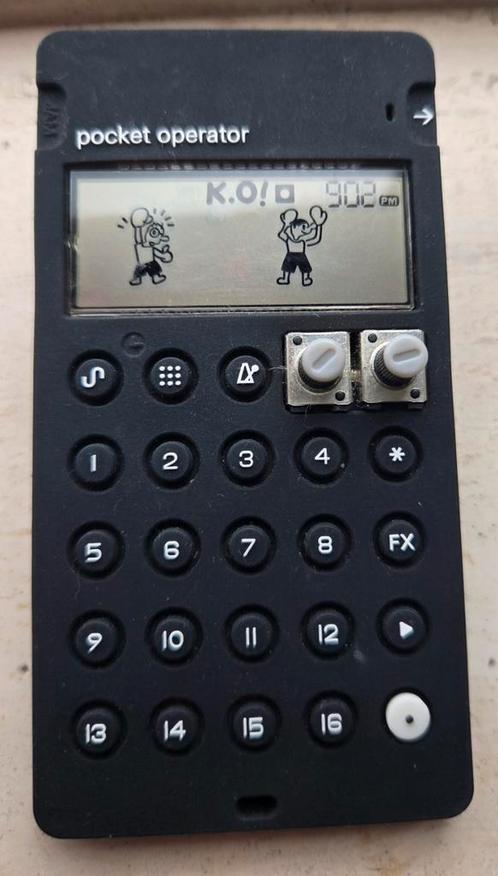 pocket operator
K.O! 902 PM
1 2 3 4 *
5 6 7 8 FX
9 10 11 12
13 14 15 16